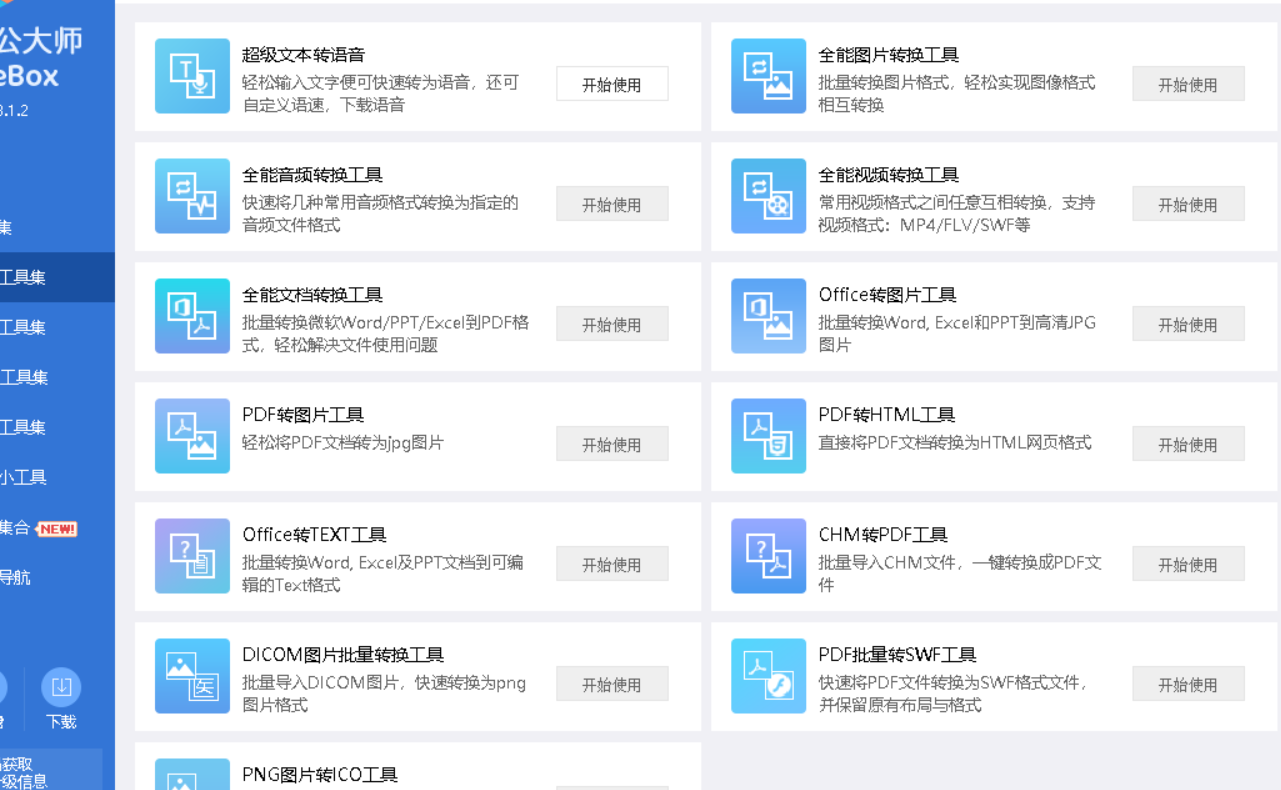 公大师
eBox
3.1.2
集
工具集
工具集
工具集
工具集
小工具
集合 NEW!
导航
下载
获取
级信息
超级文本转语音
轻松输入文字便可快速转为语音，还可
自定义语速，下载语音
开始使用
全能图片转换工具
批量转换图片格式，轻松实现图像格式
相互转换
开始使用
全能音频转换工具
快速将几种常用音频格式转换为指定的
音频文件格式
开始使用
全能视频转换工具
常用视频格式之间任意互相转换，支持
视频格式：MP4/FLV/SWF等
开始使用
全能文档转换工具
批量转换微软Word/PPT/Excel到PDF格
式，轻松解决文件使用问题
开始使用
Office转图片工具
批量转换Word, Excel和PPT到高清JPG
图片
开始使用
PDF转图片工具
轻松将PDF文档转为jpg图片
开始使用
PDF转HTML工具
直接将PDF文档转换为HTML网页格式
开始使用
Office转TEXT工具
批量转换Word, Excel及PPT文档到可编
辑的Text格式
开始使用
CHM转PDF工具
批量导入CHM文件，一键转换成PDF文
件
开始使用
DICOM图片批量转换工具
批量导入DICOM图片，快速转换为png
图片格式
开始使用
PDF批量转SWF工具
快速将PDF文件转换为SWF格式文件，
并保留原有布局与格式
开始使用
PNG图片转ICO工具